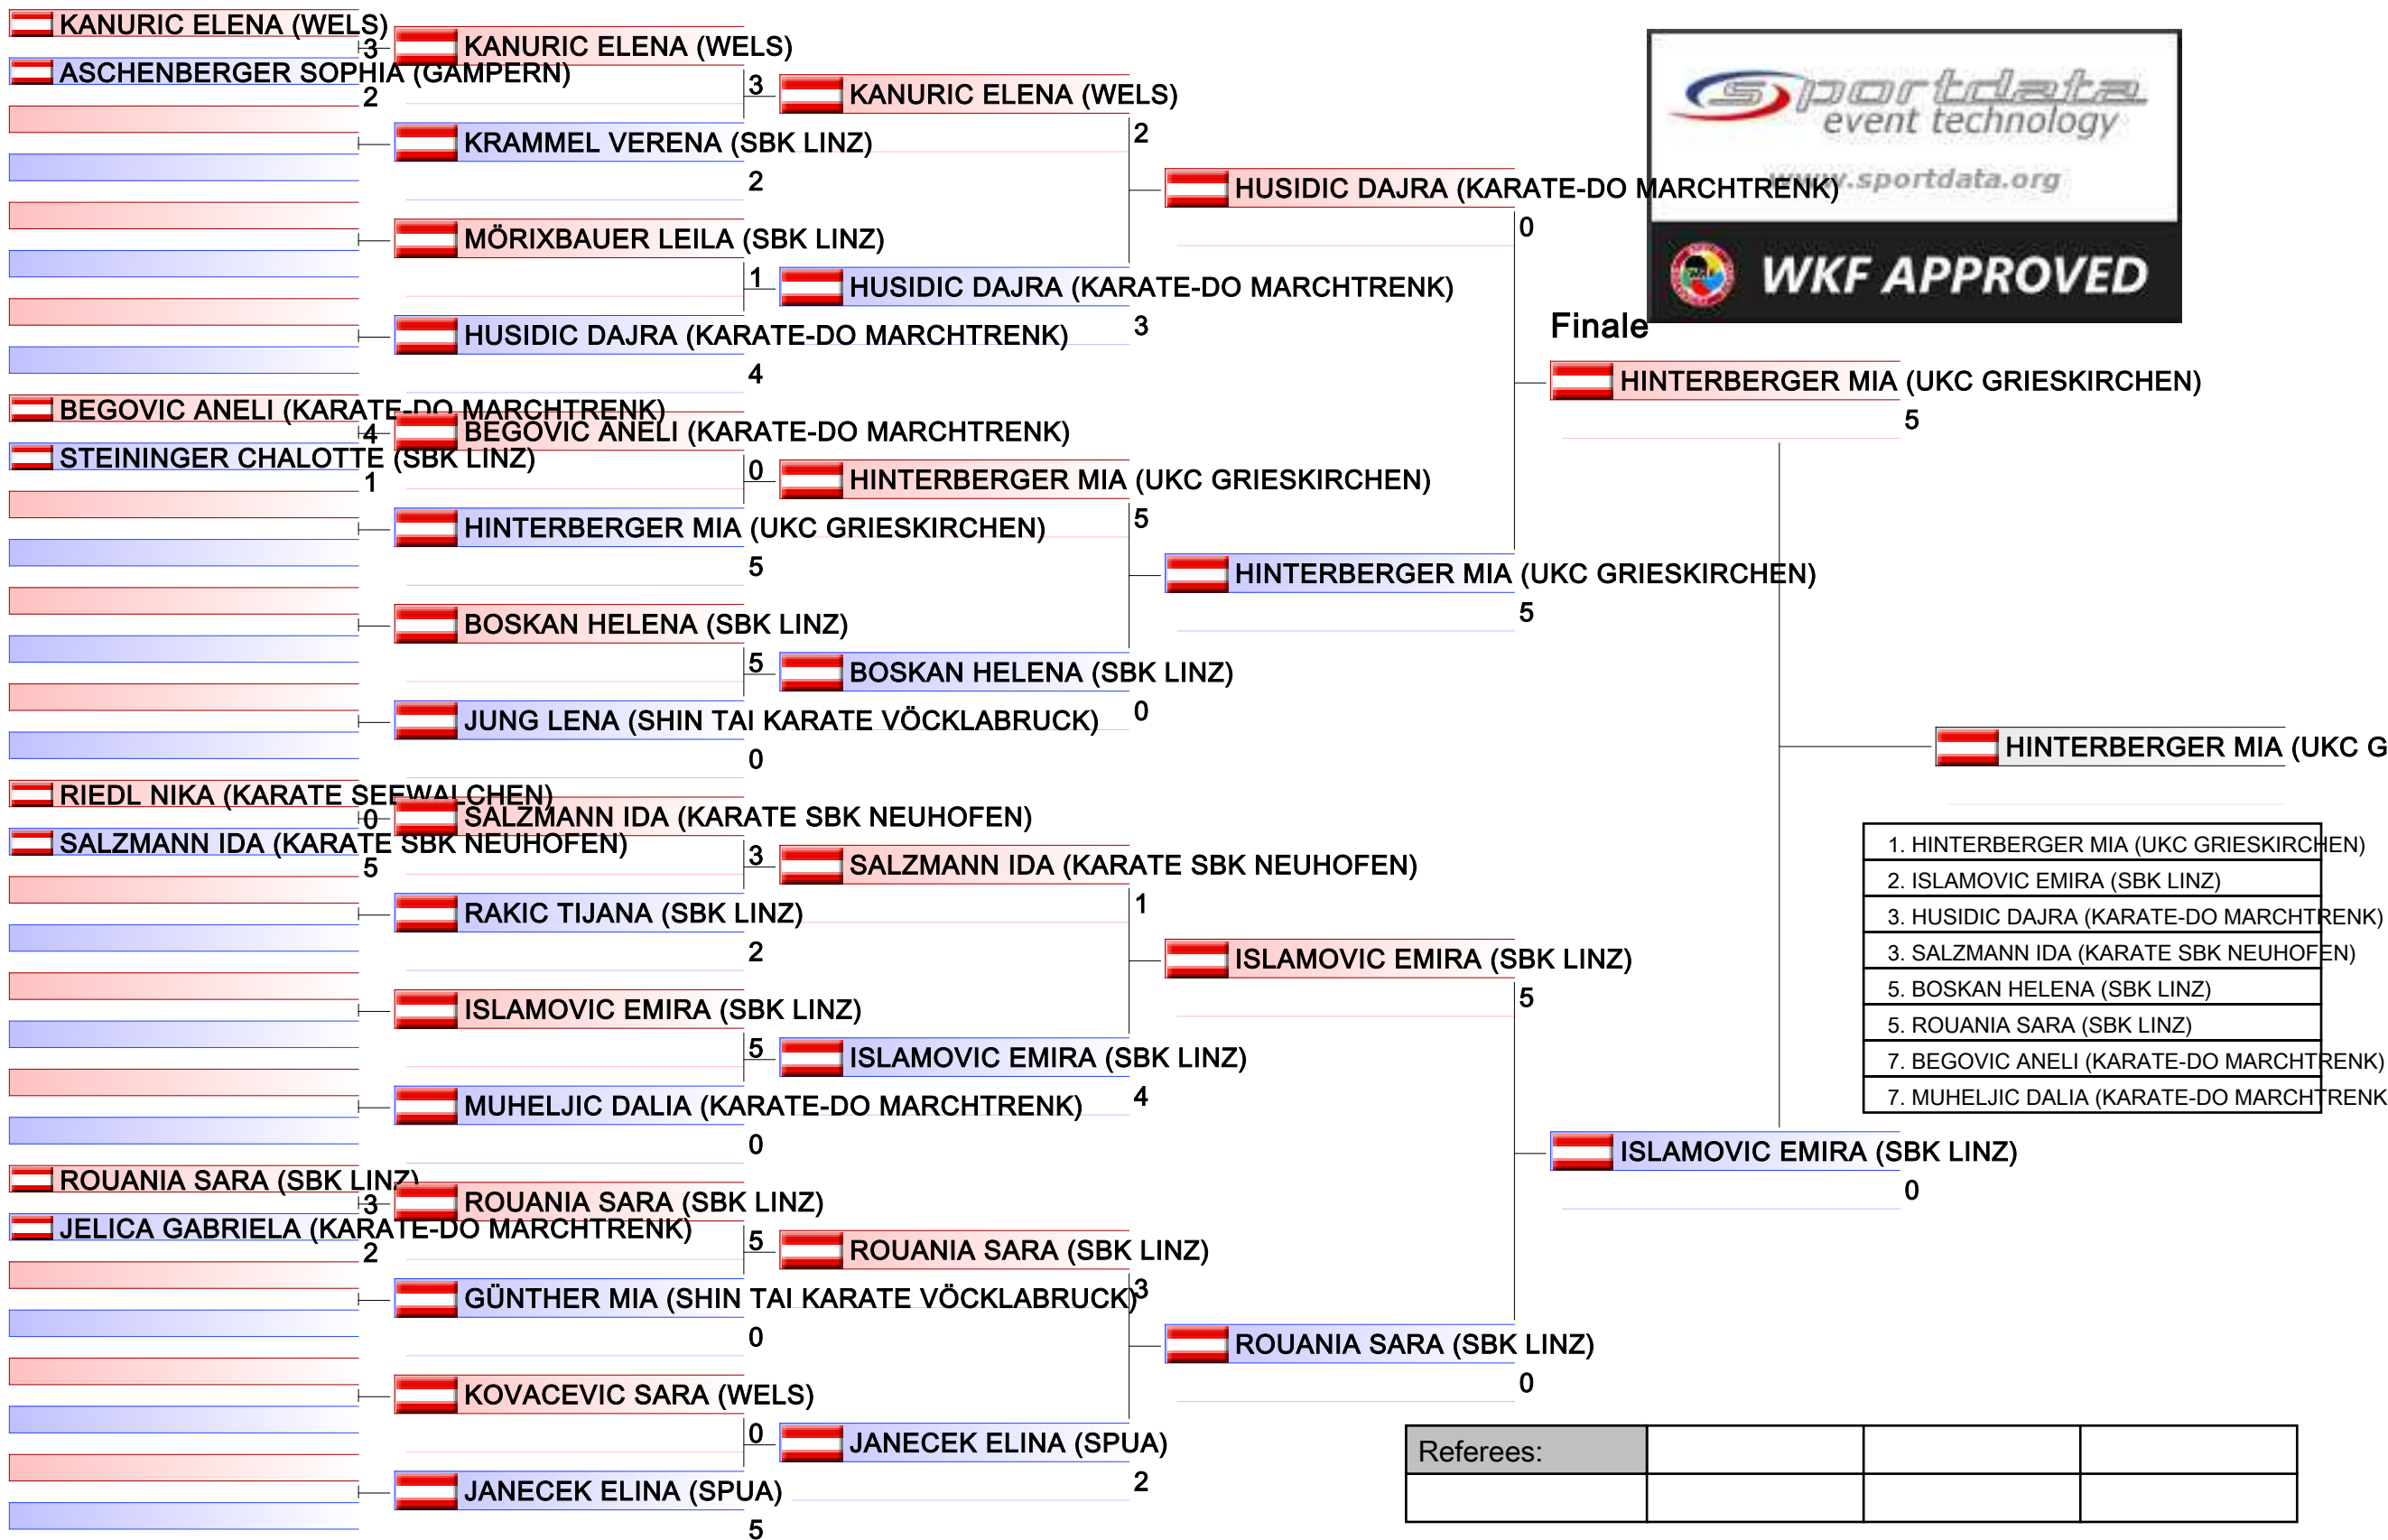 KANURIC ELENA (WELS)
3
ASCHENBERGER SOPHIA (GAMPERN)
2
BEGOVIC ANELI (KARATE-DO MARCHTRENK)
4
STEININGER CHALOTTE (SBK LINZ)
1
RIEDL NIKA (KARATE SEEWALCHEN)
0
SALZMANN IDA (KARATE SBK NEUHOFEN)
5
ROUANIA SARA (SBK LINZ)
3
JELICA GABRIELA (KARATE-DO MARCHTRENK)
2
KANURIC ELENA (WELS)
3
KRAMMEL VERENA (SBK LINZ)
2
MÖRIXBAUER LEILA (SBK LINZ)
1
HUSIDIC DAJRA (KARATE-DO MARCHTRENK)
4
BEGOVIC ANELI (KARATE-DO MARCHTRENK)
0
HINTERBERGER MIA (UKC GRIESKIRCHEN)
5
BOSKAN HELENA (SBK LINZ)
5
JUNG LENA (SHIN TAI KARATE VÖCKLABRUCK)
0
SALZMANN IDA (KARATE SBK NEUHOFEN)
3
RAKIC TIJANA (SBK LINZ)
2
ISLAMOVIC EMIRA (SBK LINZ)
5
MUHELJIC DALIA (KARATE-DO MARCHTRENK)
0
ROUANIA SARA (SBK LINZ)
5
GÜNTHER MIA (SHIN TAI KARATE VÖCKLABRUCK)
0
KOVACEVIC SARA (WELS)
0
JANECEK ELINA (SPUA)
5
KANURIC ELENA (WELS)
2
HUSIDIC DAJRA (KARATE-DO MARCHTRENK)
3
HINTERBERGER MIA (UKC GRIESKIRCHEN)
5
BOSKAN HELENA (SBK LINZ)
0
SALZMANN IDA (KARATE SBK NEUHOFEN)
1
ISLAMOVIC EMIRA (SBK LINZ)
4
ROUANIA SARA (SBK LINZ)
3
JANECEK ELINA (SPUA)
2
HUSIDIC DAJRA (KARATE-DO MARCHTRENK)
0
HINTERBERGER MIA (UKC GRIESKIRCHEN)
5
ISLAMOVIC EMIRA (SBK LINZ)
5
ROUANIA SARA (SBK LINZ)
0
sportdata
event technology
www.sportdata.org
WKF APPROVED
Finale
HINTERBERGER MIA (UKC GRIESKIRCHEN)
5
ISLAMOVIC EMIRA (SBK LINZ)
0
HINTERBERGER MIA (UKC G
1. HINTERBERGER MIA (UKC GRIESKIRCHEN)
2. ISLAMOVIC EMIRA (SBK LINZ)
3. HUSIDIC DAJRA (KARATE-DO MARCHTRENK)
3. SALZMANN IDA (KARATE SBK NEUHOFEN)
5. BOSKAN HELENA (SBK LINZ)
5. ROUANIA SARA (SBK LINZ)
7. BEGOVIC ANELI (KARATE-DO MARCHTRENK)
7. MUHELJIC DALIA (KARATE-DO MARCHTRENK
Referees: